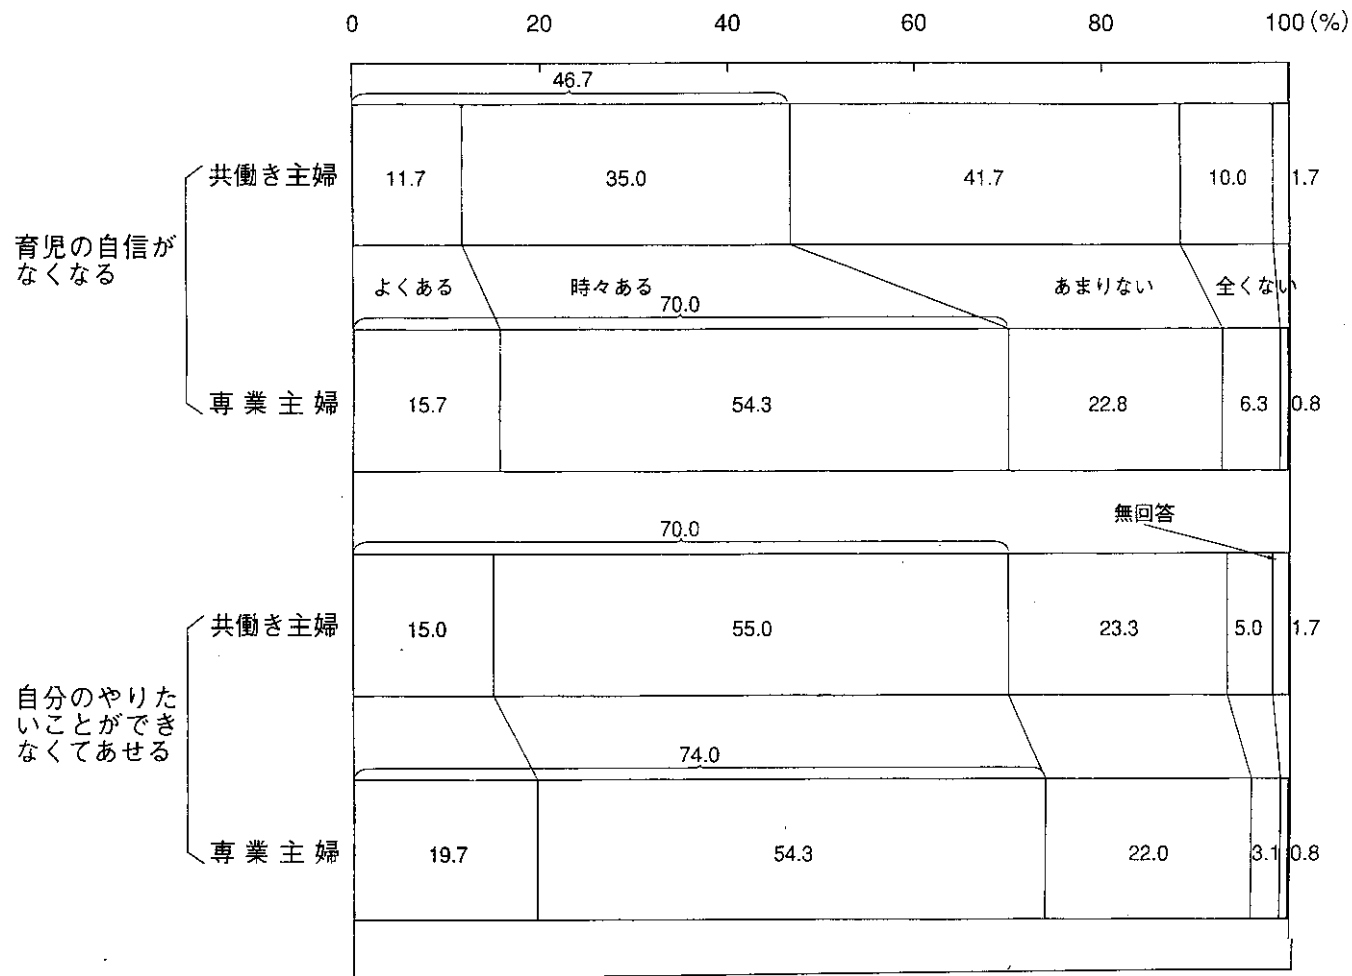 0 20 40 60 80 100(%)
46.7
共働き主婦 11.7 35.0 41.7 10.0 1.7
育児の自信が
なくなる
よくある 時々ある あまりない 全くない
70.0
専業主婦 15.7 54.3 22.8 6.3 0.8
無回答
70.0
共働き主婦 15.0 55.0 23.3 5.0 1.7
自分のやりた
いことができ
なくてあせる
74.0
専業主婦 19.7 54.3 22.0 3.1 0.8